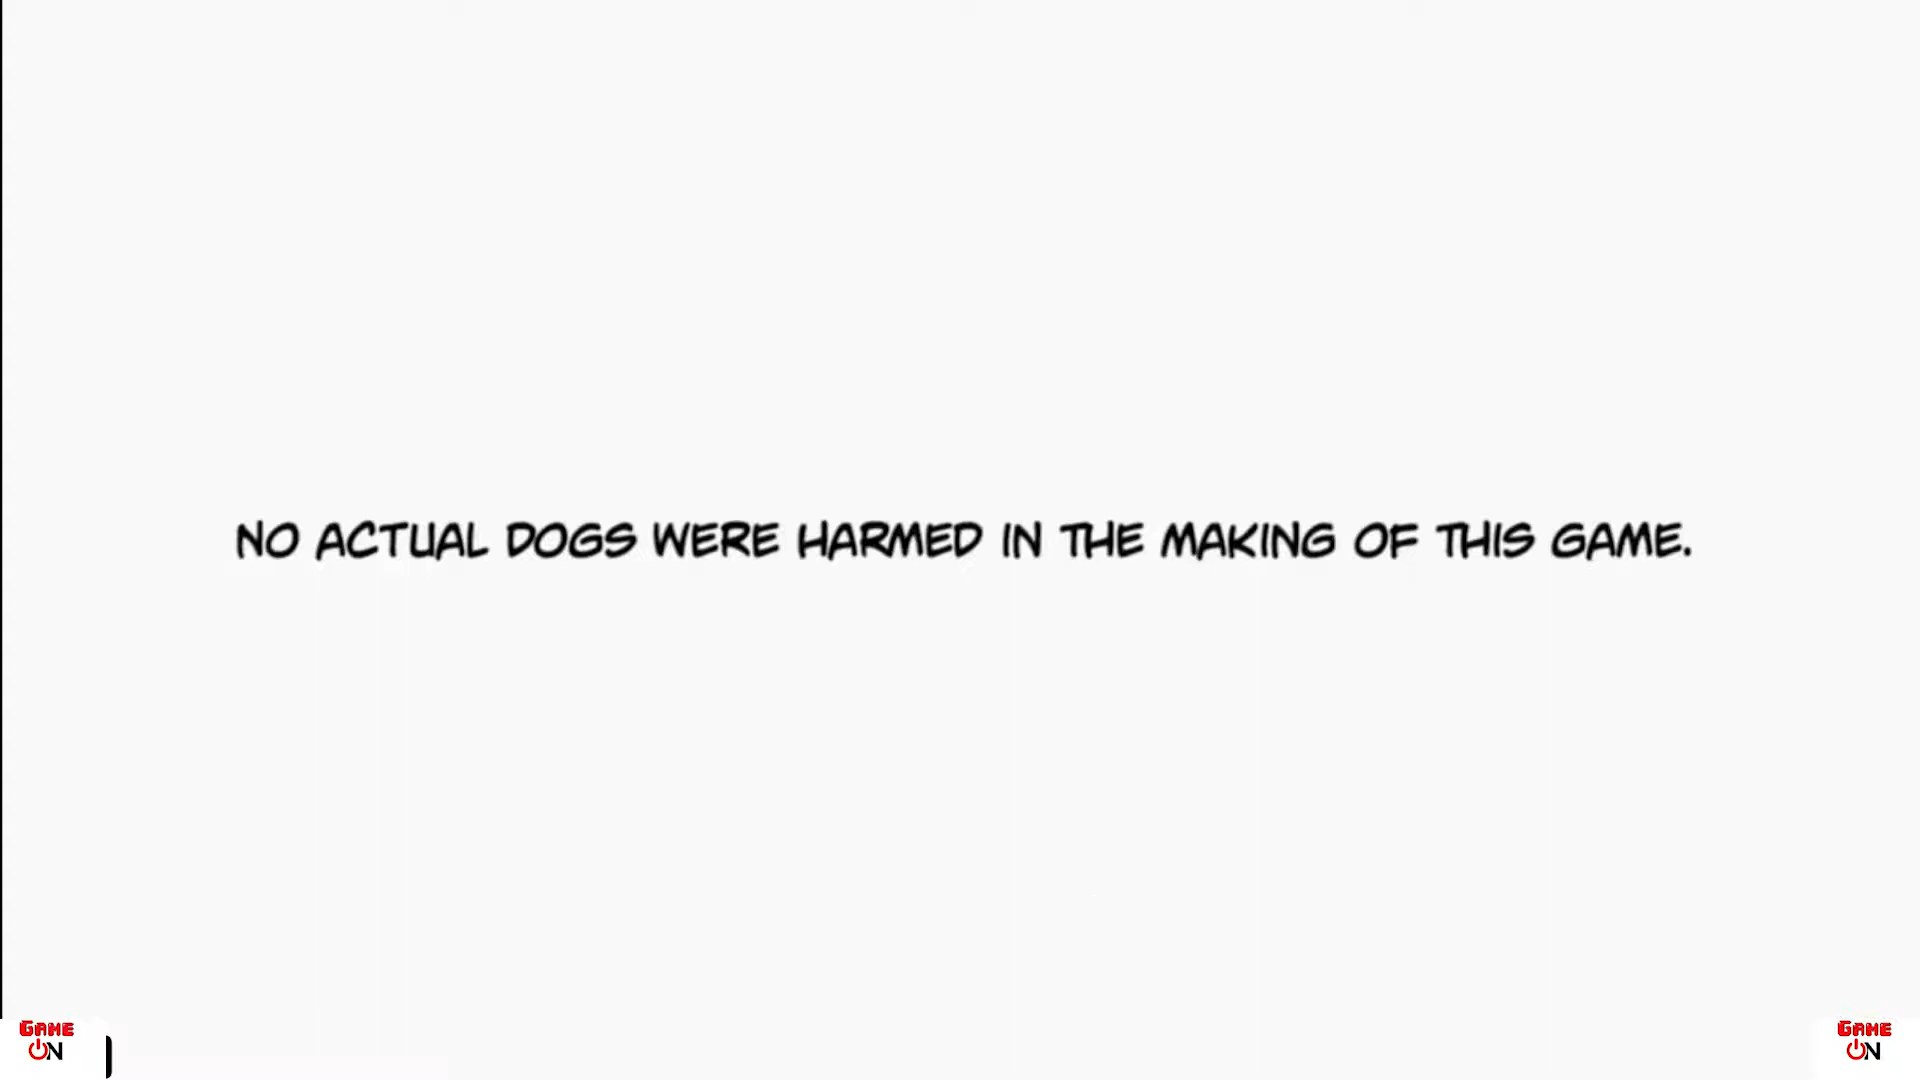 NO ACTUAL DOGS WERE HARMED IN THE MAKING OF THIS GAME.
GAME
ON
GAME
ON